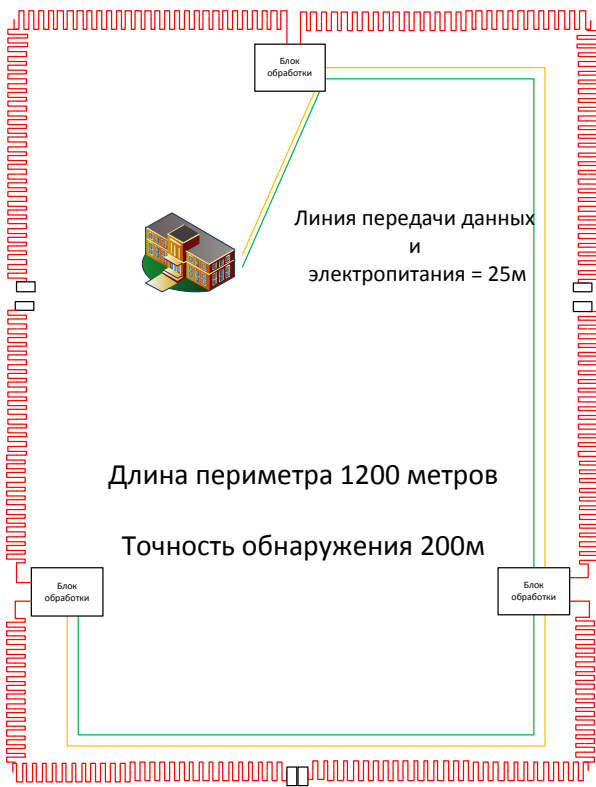 Блок
обработки
Линия передачи данных
и
электропитания = 25м
Длина периметра 1200 метров
Точность обнаружения 200м
Блок
обработки
Блок
обработки